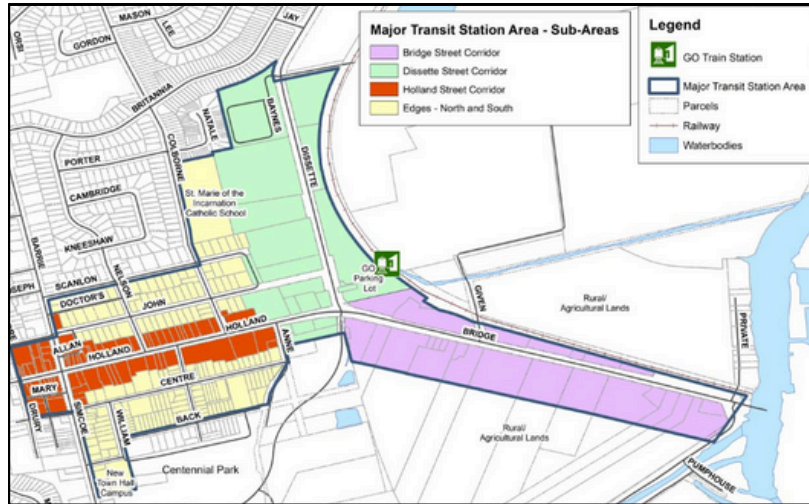 Major Transit Station Area - Sub-Areas
Bridge Street Corridor
Dissette Street Corridor
Holland Street Corridor
Edges - North and South
Legend
GO Train Station
Major Transit Station Area
Parcels
Railway
Waterbodies
ORSI
GORDON
MASON
LEE
JAY
BRITANNIA
NATALE
BAYNES
DISSETTE
COLBORNE
PORTER
CAMBRIDGE
KNEESHAW
BARRIE
NELSON
SCANLON
St. Marie of the
Incarnation
Catholic School
GO
Parking
Lot
GIVEN
Rural/
Agricultural Lands
PRIVATE
DOCTOR'S
JOHN
HOLLAND
ALLAN
HOLLAND
ANNE
BRIDGE
MARY
CENTRE
DRURY
SIMCOE
WILLIAM
BACK
Rural/
Agricultural Lands
New
Town Hall
Campus
Centennial Park
PUMPHOUSE